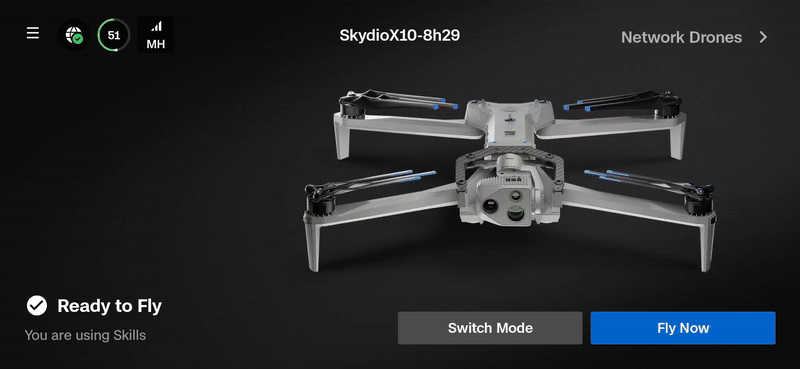 51
MH
SkydioX10-8h29
Network Drones
Ready to Fly
You are using Skills
Switch Mode
Fly Now